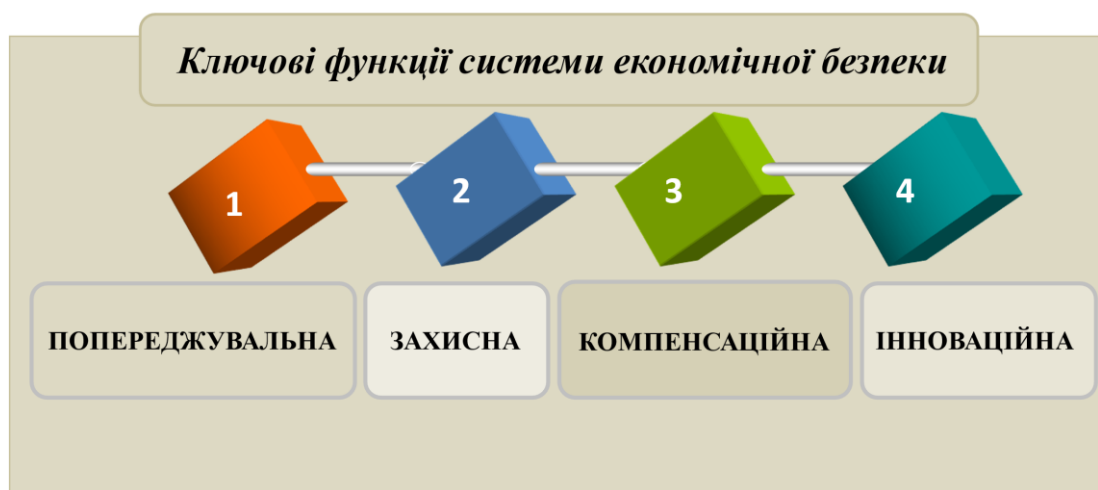 Ключові функції системи економічної безпеки
1
2
3
4
ПОПЕРЕДЖУВАЛЬНА
ЗАХИСНА
КОМПЕНСАЦІЙНА
ІННОВАЦІЙНА